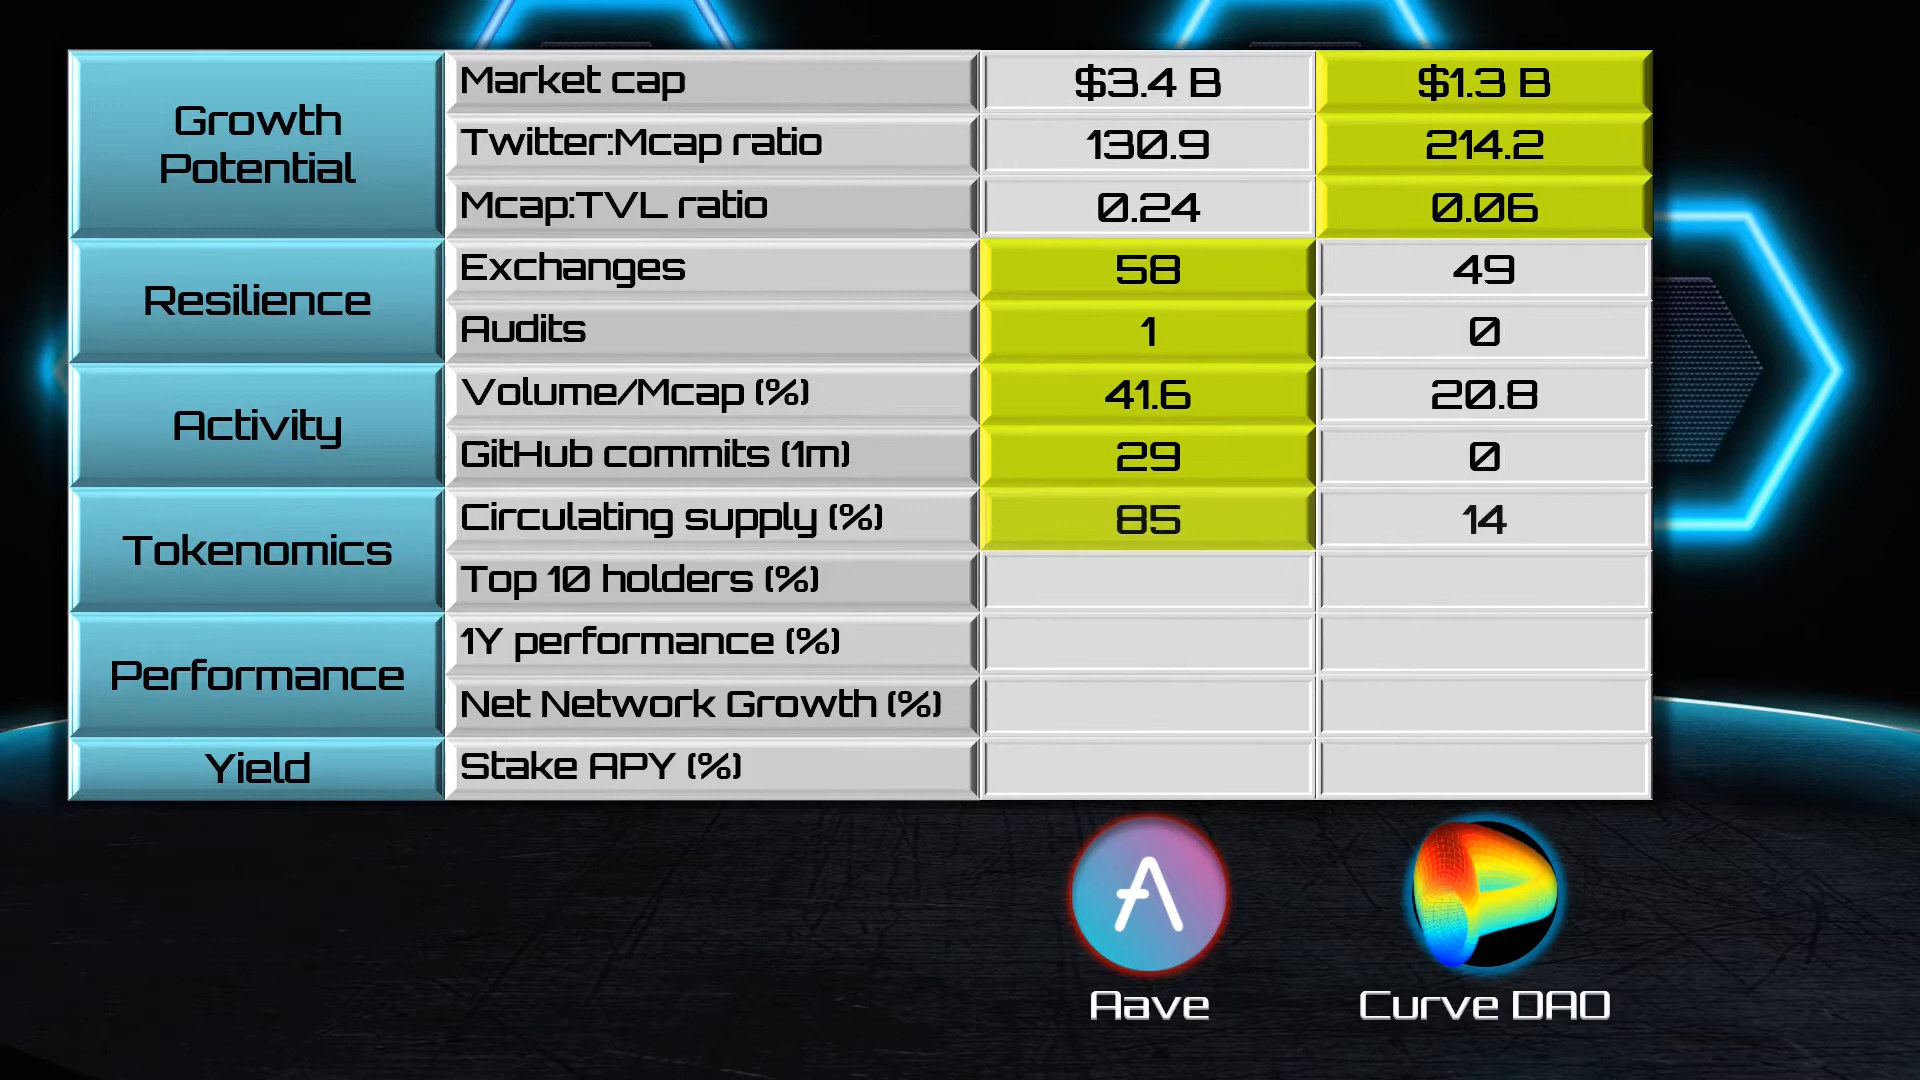 Growth
Potential
Market cap $3.4 B $1.3 B
Twitter:Mcap ratio 130.9 214.2
Mcap:TVL ratio 0.24 0.06
Resilience
Exchanges 58 49
Audits 1 0
Activity
Volume/Mcap (%) 41.6 20.8
GitHub commits (1m) 29 0
Tokenomics
Circulating supply (%) 85 14
Top 10 holders (%)
Performance
1Y performance (%)
Net Network Growth (%)
Yield
Stake APY (%)
Aave Curve DAO